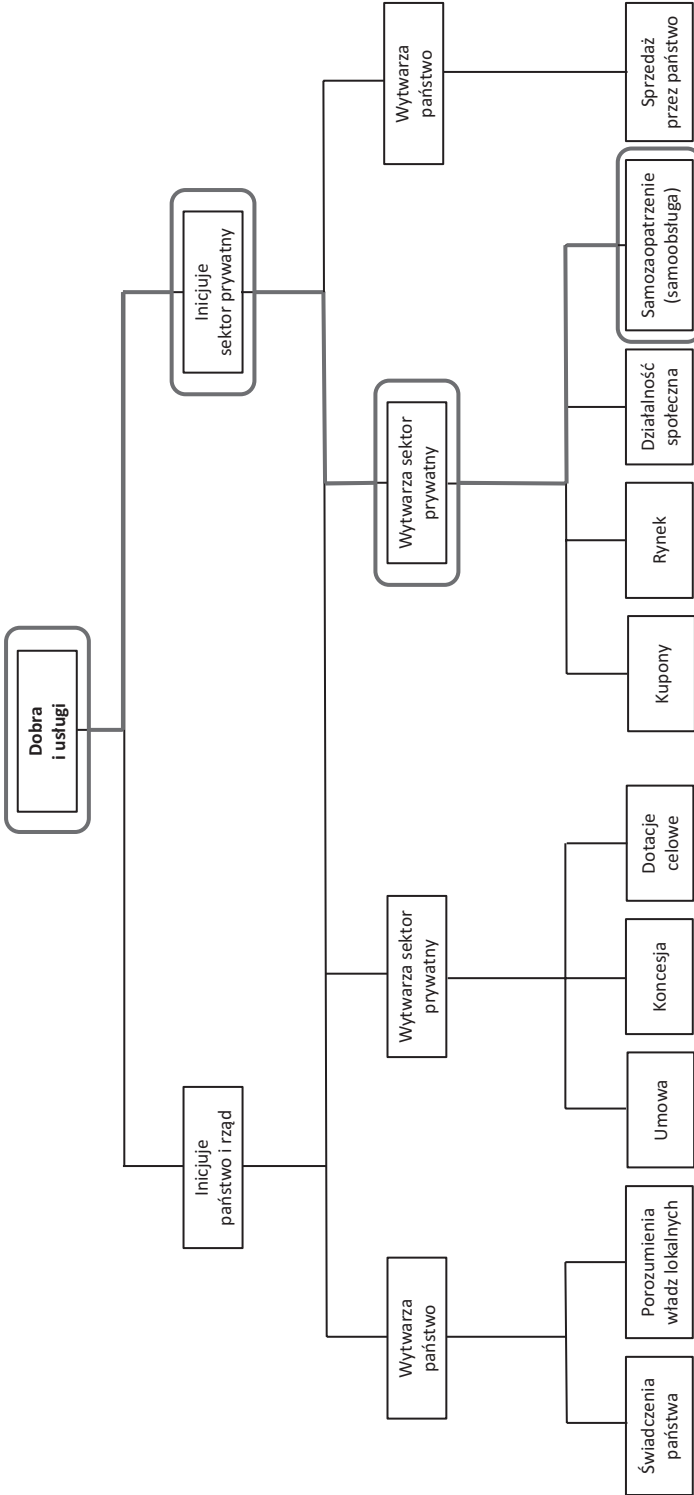 Dobra
i usługi
Inicjuje
państwo i rząd
Inicjuje
sektor prywatny
Wytwarza
państwo
Wytwarza sektor
prywatny
Wytwarza sektor
prywatny
Wytwarza
państwo
Świadczenia
państwa
Porozumienia
władz lokalnych
Umowa
Koncesja
Dotacje
celowe
Kupony
Rynek
Działalność
społeczna
Samozaopatrzenie
(samoobsługa)
Sprzedaż
przez państwo